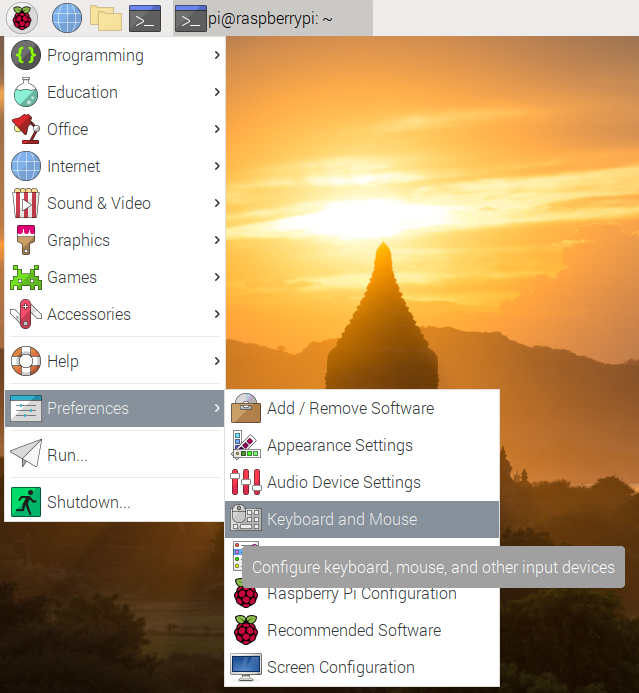 pi@raspberrypi: ~
Programming
Education
Office
Internet
Sound & Video
Graphics
Games
Accessories
Help
Preferences
Run...
Shutdown...
Add / Remove Software
Appearance Settings
Audio Device Settings
Keyboard and Mouse
Configure keyboard, mouse, and other input devices
Raspberry Pi Configuration
Recommended Software
Screen Configuration